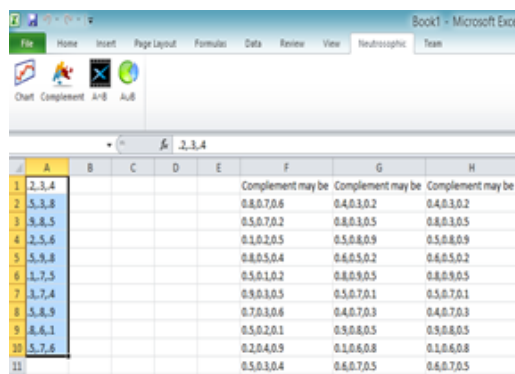 Book1 - Microsoft Exce
File Home Insert Page Layout Formulas Data Review View Neutrosophic Team
Chart Complement A^B AuB
fx .2,.3,.4
A B C D E F G H
1 .2,.3,.4 Complement may be Complement may be Complement may be
2 .5,.3,.8 0.8,0.7,0.6 0.4,0.3,0.2 0.4,0.3,0.2
3 .9,.8,.5 0.5,0.7,0.2 0.8,0.3,0.5 0.8,0.3,0.5
4 .2,.5,.6 0.1,0.2,0.5 0.5,0.8,0.9 0.5,0.8,0.9
5 .5,.9,.8 0.8,0.5,0.4 0.6,0.5,0.2 0.6,0.5,0.2
6 .1,.7,.5 0.5,0.1,0.2 0.8,0.9,0.5 0.8,0.9,0.5
7 .3,.7,.4 0.9,0.3,0.5 0.5,0.7,0.1 0.5,0.7,0.1
8 .5,.8,.9 0.7,0.3,0.6 0.4,0.7,0.3 0.4,0.7,0.3
9 .8,.6,.1 0.5,0.2,0.1 0.9,0.8,0.5 0.9,0.8,0.5
10 .5,.7,.6 0.2,0.4,0.9 0.1,0.6,0.8 0.1,0.6,0.8
11 0.5,0.3,0.4 0.6,0.7,0.5 0.6,0.7,0.5